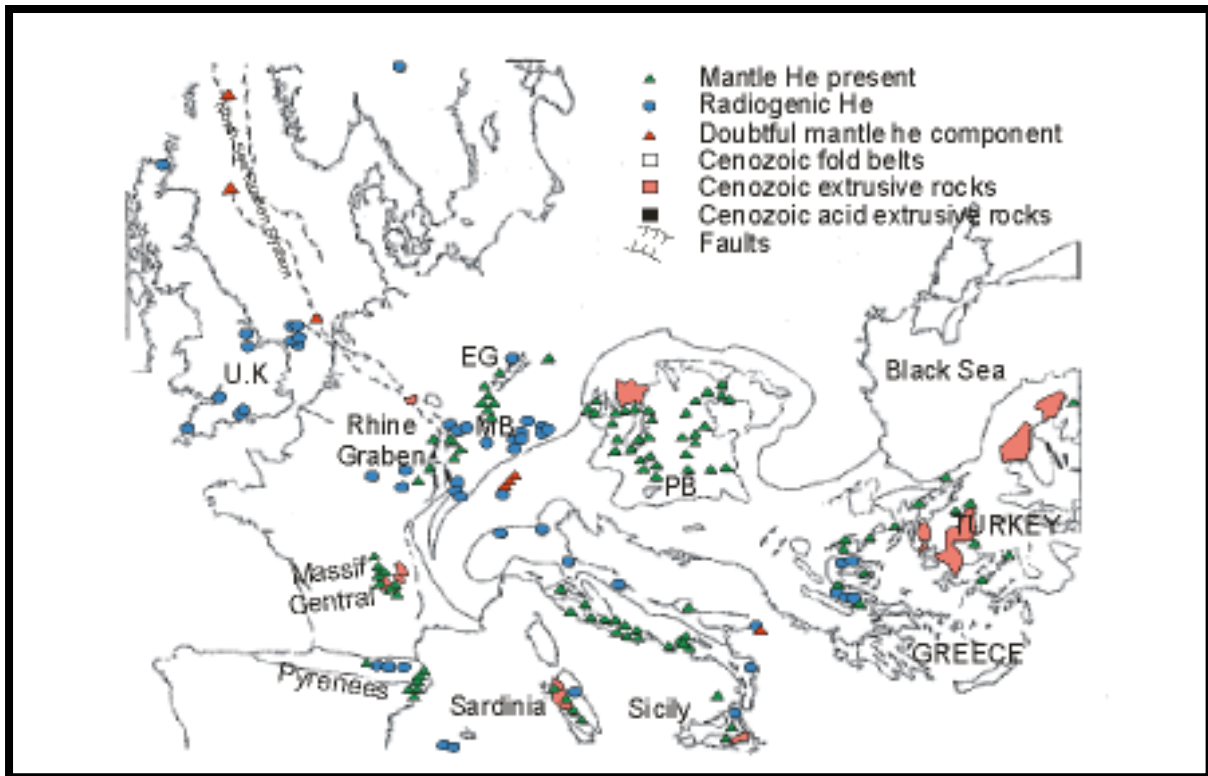 Mantle He present
Radiogenic He
Doubtful mantle he component
Cenozoic fold belts
Cenozoic extrusive rocks
Cenozoic acid extrusive rocks
Faults
System
U.K
EG
Black Sea
Rhine
Graben
MB
PB
TURKEY
Massif
Central
GREECE
Pyrenees
Sardinia
Sicily